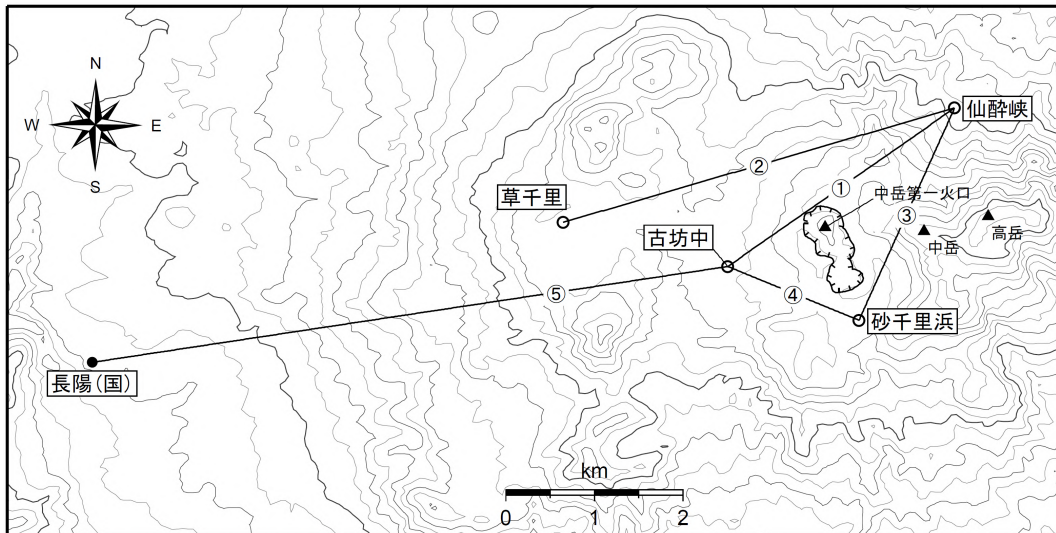 N
W
E
S
仙酔峡
②
①
草千里
中岳第一火口
③
古坊中
中岳
高岳
⑤
④
砂千里浜
長陽(国)
km
0 1 2